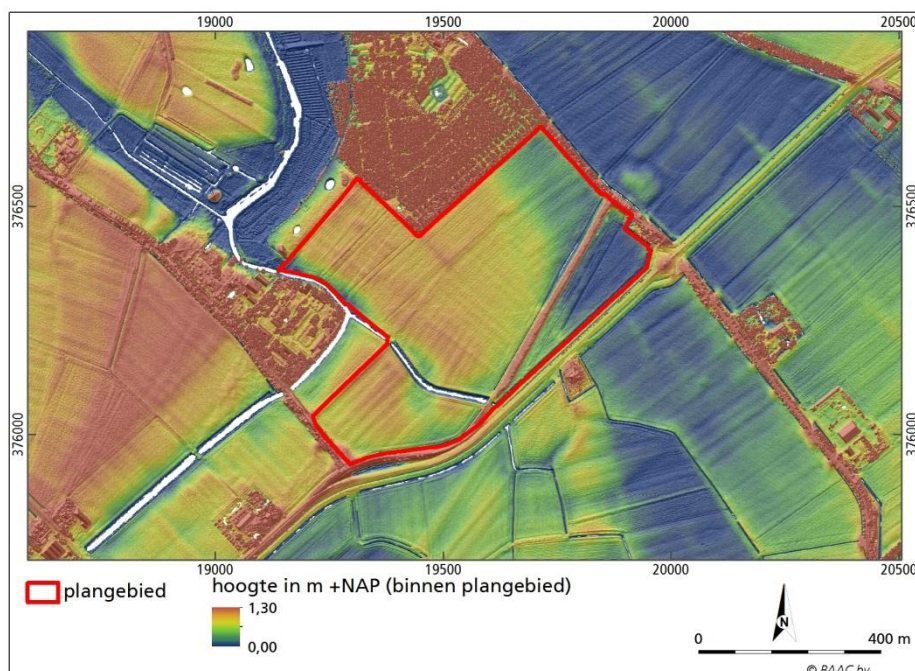 19000 19500 20000 20500
376500 376500
376000 376000
19000 19500 20000 20500
plangebied
hoogte in m +NAP (binnen plangebied)
1,30
0,00
N
0 400 m
© BAAC bv